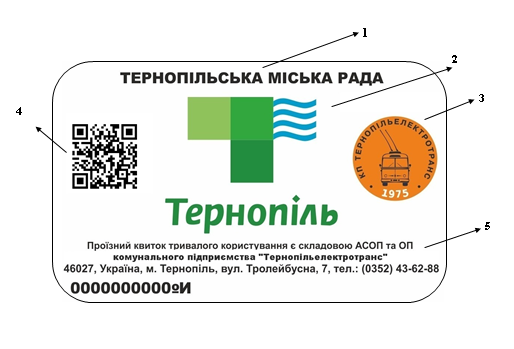 1
ТЕРНОПІЛЬСЬКА МІСЬКА РАДА
2
3
4
КП ТЕРНОПІЛЬЕЛЕКТРОТРАНС
1975
Тернопіль
5
Проїзний квиток тривалого користування є складовою АСОП та ОП
комунального підприємства "Тернопільелектротранс"
46027, Україна, м. Тернопіль, вул. Тролейбусна, 7, тел.: (0352) 43-62-88
0000000000ºИ